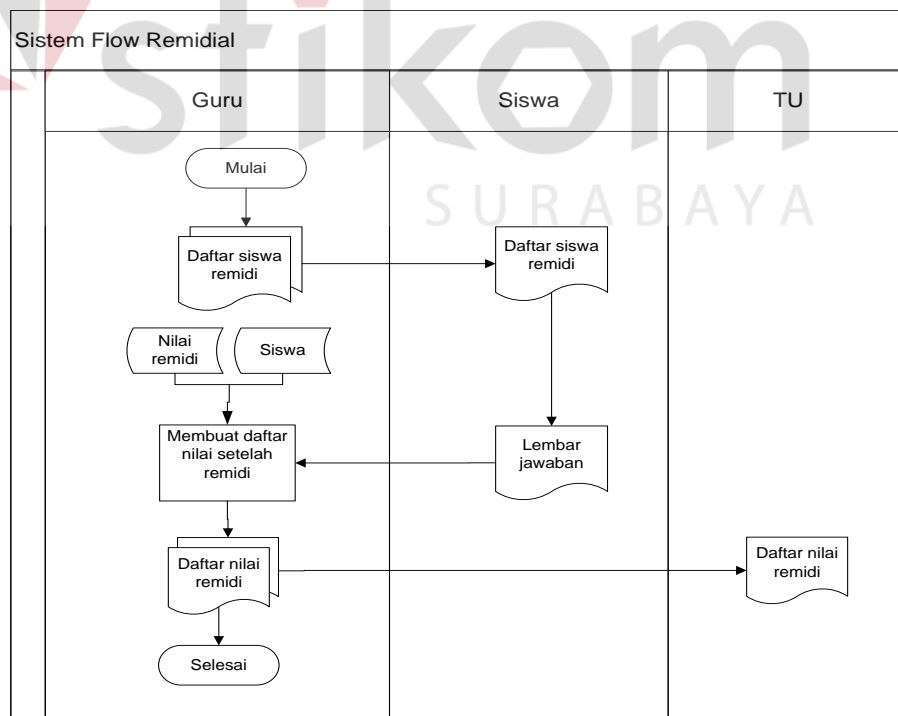 stikom
SURABAYA
Sistem Flow Remidial
Guru
Siswa
TU
Mulai
Daftar siswa
remidi
Daftar siswa
remidi
Nilai
remidi
Siswa
Membuat daftar
nilai setelah
remidi
Lembar
jawaban
Daftar nilai
remidi
Daftar nilai
remidi
Selesai